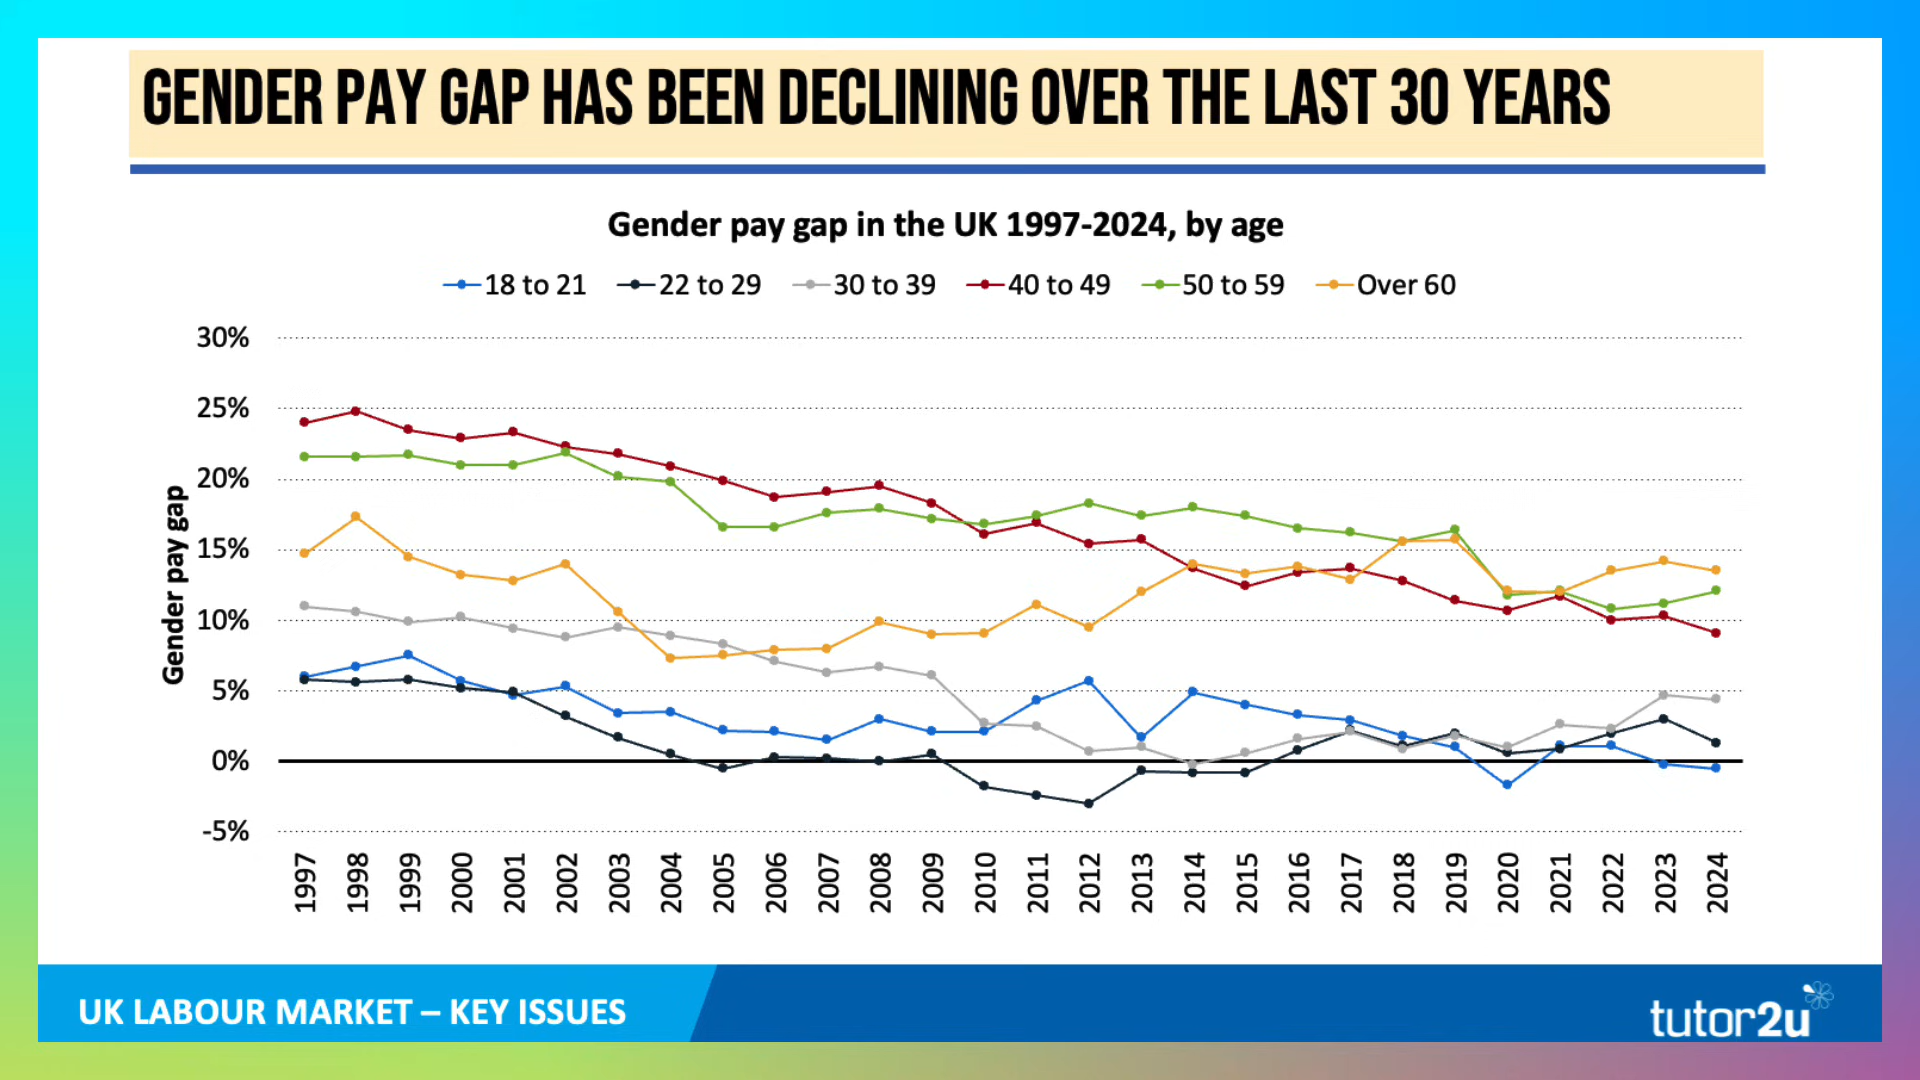 GENDER PAY GAP HAS BEEN DECLINING OVER THE LAST 30 YEARS
Gender pay gap in the UK 1997-2024, by age
18 to 21 22 to 29 30 to 39 40 to 49 50 to 59 Over 60
Gender pay gap
30%
25%
20%
15%
10%
5%
0%
-5%
1997 1998 1999 2000 2001 2002 2003 2004 2005 2006 2007 2008 2009 2010 2011 2012 2013 2014 2015 2016 2017 2018 2019 2020 2021 2022 2023 2024
UK LABOUR MARKET – KEY ISSUES
tutor2u